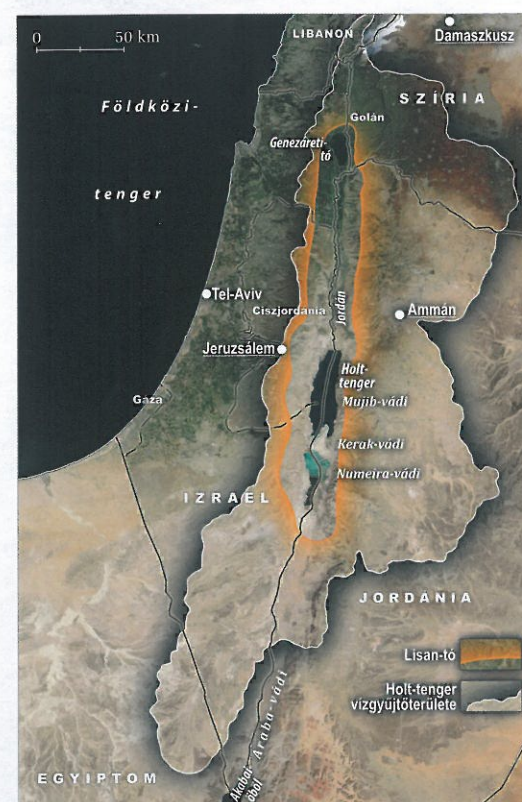 0 50 km
LIBANON
Damaszkusz
SZÍRIA
Földközi-
tenger
Golán
Genezáreti-
tó
Tel-Aviv
Ciszjordánia
Jordán
Ammán
Jeruzsálem
Holt-
tenger
Mujib-vádi
Gáza
Kerak-vádi
Numeira-vádi
IZRAEL
JORDÁNIA
Lisan-tó
Holt-tenger
vízgyűjtőterülete
Araba-vádi
EGYIPTOM
Akabai-
öböl